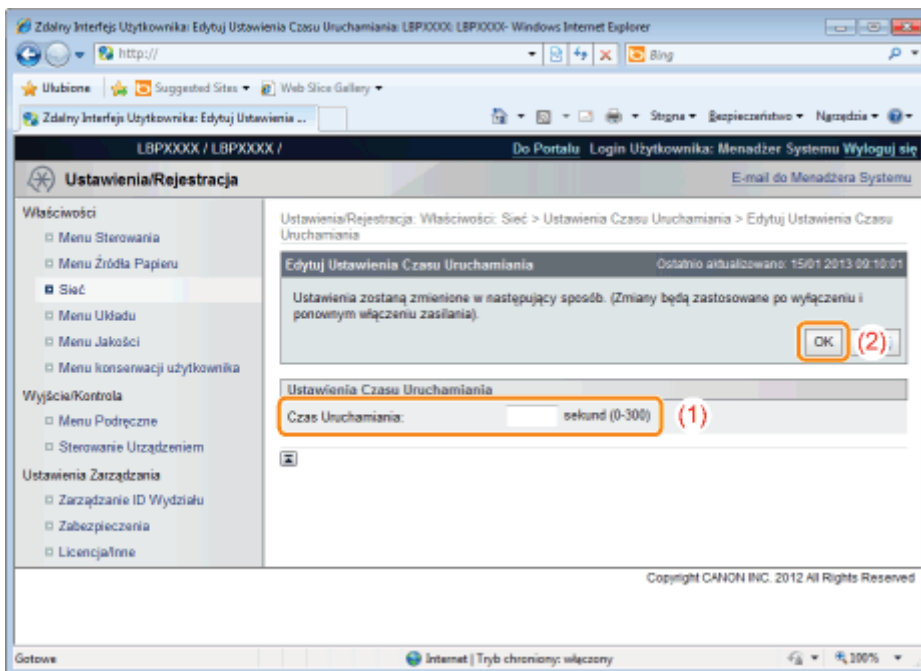 Zdalny Interfejs Użytkownika: Edytuj Ustawienia Czasu Uruchamiania: LBPXXXX: LBPXXXX- Windows Internet Explorer
http://
Bing
Ulubione
Suggested Sites
Web Slice Gallery
Zdalny Interfejs Użytkownika: Edytuj Ustawienia ...
Strona
Bezpieczeństwo
Narzędzia
LBPXXXX / LBPXXXX /
Do Portalu Login Użytkownika: Menadżer Systemu Wyloguj się
Ustawienia/Rejestracja
E-mail do Menadżera Systemu
Właściwości
Menu Sterowania
Menu Źródła Papieru
Sieć
Menu Układu
Menu Jakości
Menu konserwacji użytkownika
Wyjście/Kontrola
Menu Podręczne
Sterowanie Urządzeniem
Ustawienia Zarządzania
Zarządzanie ID Wydziału
Zabezpieczenia
Licencja/Inne
Ustawienia/Rejestracja: Właściwości: Sieć > Ustawienia Czasu Uruchamiania > Edytuj Ustawienia Czasu
Uruchamiania
Edytuj Ustawienia Czasu Uruchamiania
Ostatnio aktualizowano: 15/01 2013 09:10:01
Ustawienia zostaną zmienione w następujący sposób. (Zmiany będą zastosowane po wyłączeniu i
ponownym włączeniu zasilania).
OK
(2)
Ustawienia Czasu Uruchamiania
Czas Uruchamiania:
sekund (0-300)
(1)
Copyright CANON INC. 2012 All Rights Reserved
Gotowe
Internet | Tryb chroniony: włączony
100%